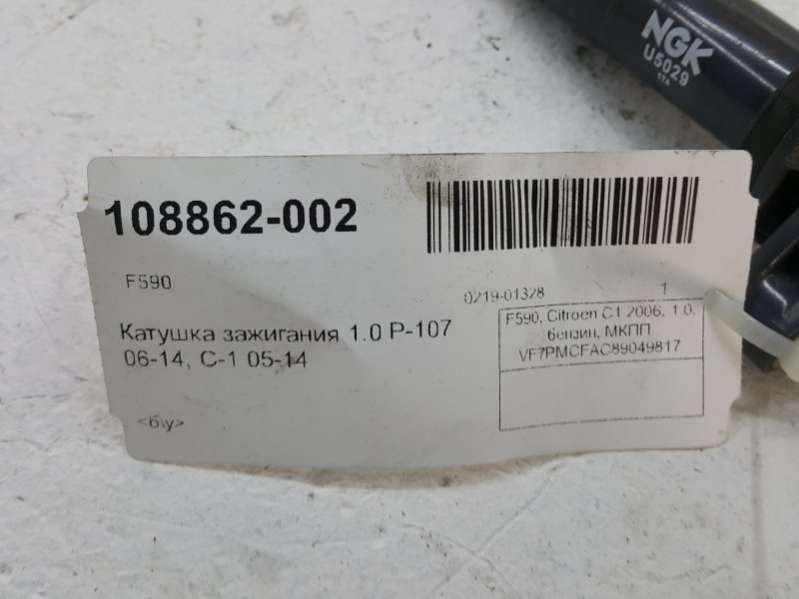 NGK
U5029
108862-002
F590
0219-01328 1
Катушка зажигания 1.0 P-107
06-14, C-1 05-14
F590, Citroen C1 2006, 1.0,
бензин, МКПП
VF7PMCFAC89049817
<б\у>